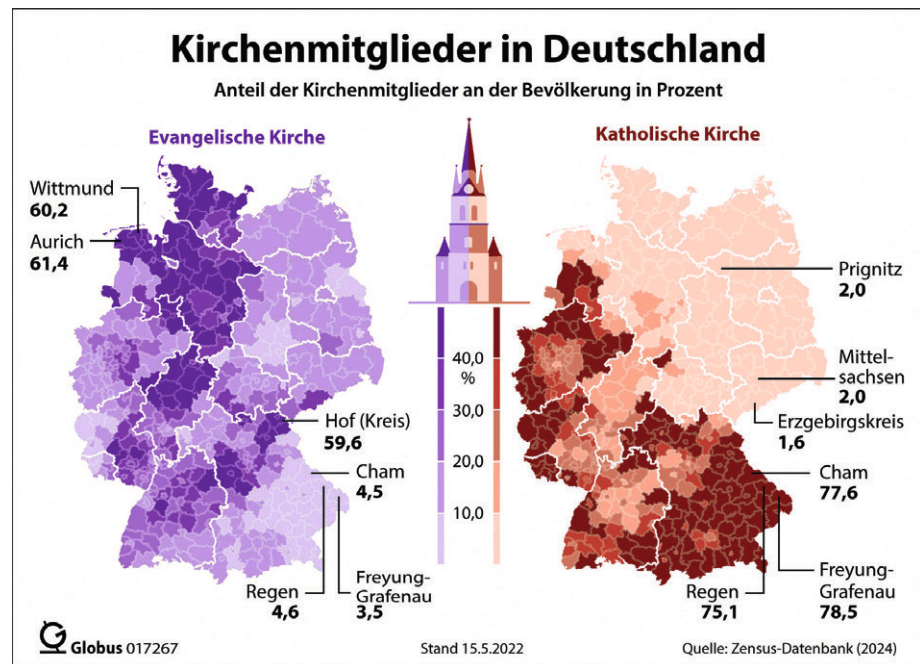 Kirchenmitglieder in Deutschland
Anteil der Kirchenmitglieder an der Bevölkerung in Prozent
Evangelische Kirche
Wittmund
60,2
Aurich
61,4
Hof (Kreis)
59,6
Cham
4,5
Regen
4,6
Freyung-
Grafenau
3,5
40,0
%
30,0
20,0
10,0
Katholische Kirche
Prignitz
2,0
Mittel-
sachsen
2,0
Erzgebirgskreis
1,6
Cham
77,6
Regen
75,1
Freyung-
Grafenau
78,5
Globus 017267
Stand 15.5.2022
Quelle: Zensus-Datenbank (2024)